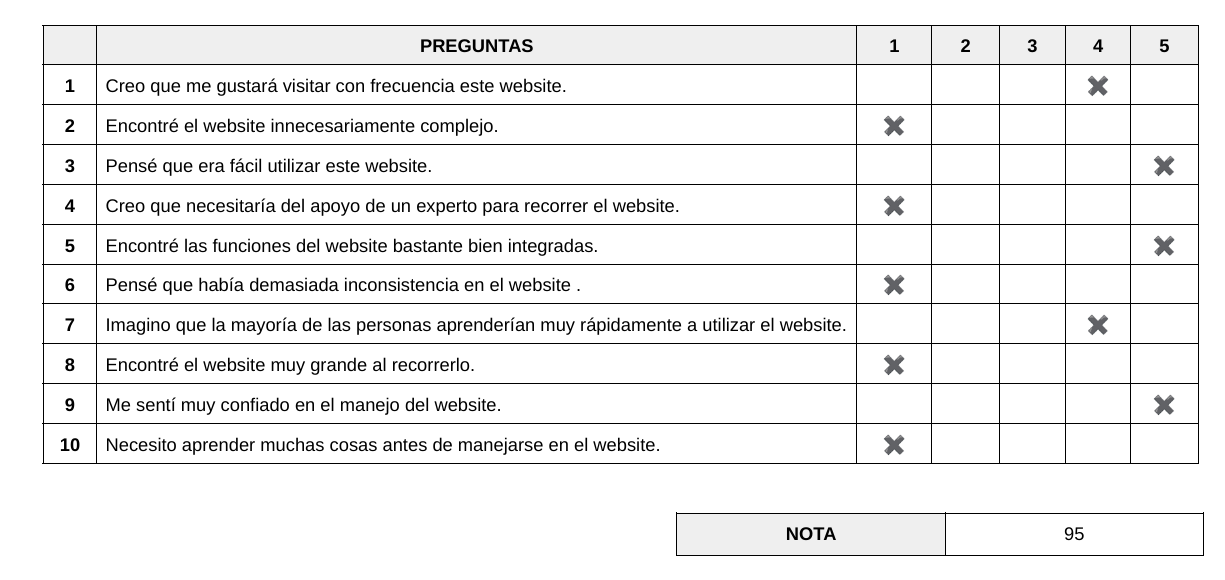 PREGUNTAS 1 2 3 4 5
1 Creo que me gustará visitar con frecuencia este website. ✖
2 Encontré el website innecesariamente complejo. ✖
3 Pensé que era fácil utilizar este website. ✖
4 Creo que necesitaría del apoyo de un experto para recorrer el website. ✖
5 Encontré las funciones del website bastante bien integradas. ✖
6 Pensé que había demasiada inconsistencia en el website . ✖
7 Imagino que la mayoría de las personas aprenderían muy rápidamente a utilizar el website. ✖
8 Encontré el website muy grande al recorrerlo. ✖
9 Me sentí muy confiado en el manejo del website. ✖
10 Necesito aprender muchas cosas antes de manejarse en el website. ✖
NOTA 95